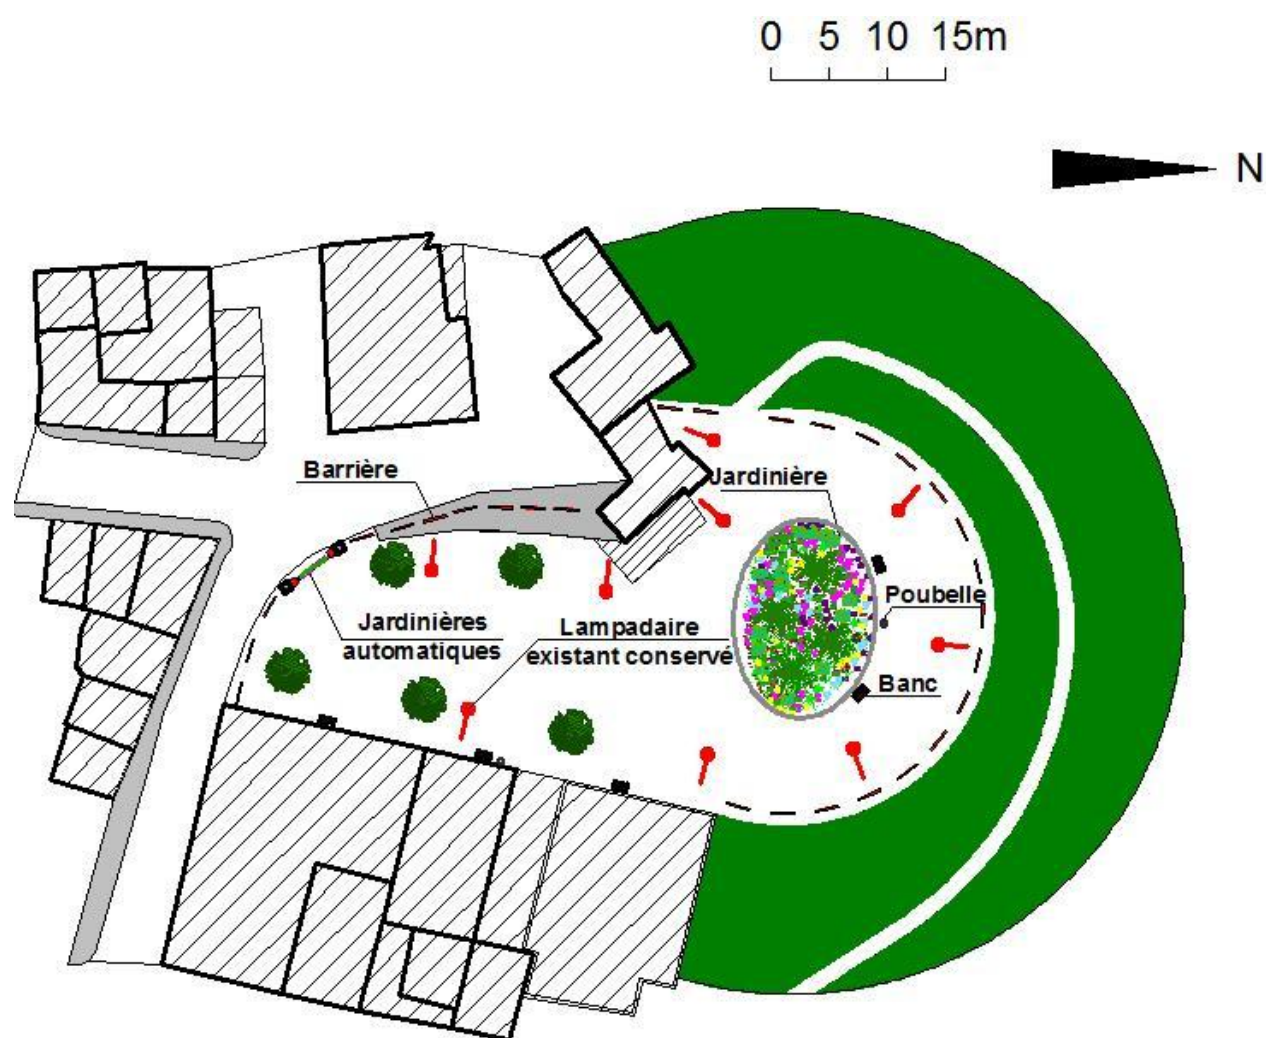 0 5 10 15m
N
Barrière
Jardinière
Poubelle
Jardinières
automatiques
Lampadaire
existant conservé
Banc